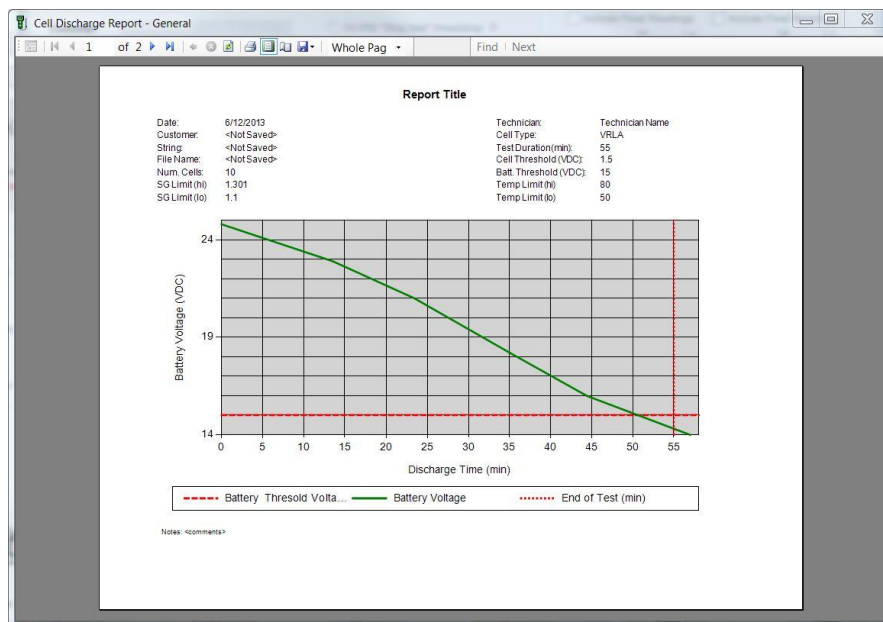 Cell Discharge Report - General
1 of 2 Whole Pag Find Next
Report Title
Date: 6/12/2013 Technician: Technician Name
Customer: <Not Saved> Cell Type: VRLA
String: <Not Saved> Test Duration(min): 55
File Name: <Not Saved> Cell Threshold (VDC): 1.5
Num. Cells: 10 Batt. Threshold (VDC): 15
SG Limit (hi) 1.301 Temp Limit (hi) 80
SG Limit (lo) 1.1 Temp Limit (lo) 50
Battery Voltage (VDC)
24
19
14
0 5 10 15 20 25 30 35 40 45 50 55
Discharge Time (min)
Battery Thresold Volta... Battery Voltage End of Test (min)
Notes: <comments>